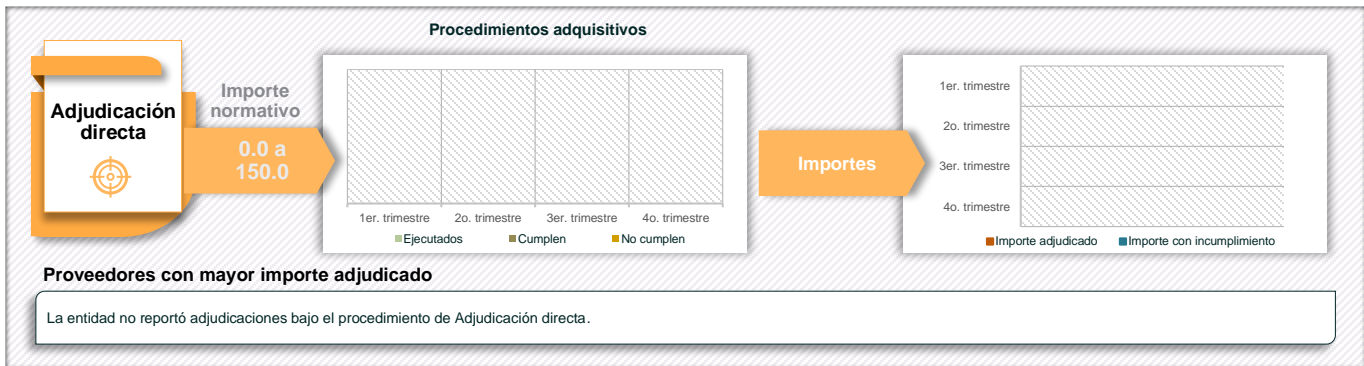 Procedimientos adquisitivos
Adjudicación
directa
Importe
normativo
0.0 a
150.0
1er. trimestre 2o. trimestre 3er. trimestre 4o. trimestre
Ejecutados Cumplen No cumplen
Importes
1er. trimestre
2o. trimestre
3er. trimestre
4o. trimestre
Importe adjudicado Importe con incumplimiento
Proveedores con mayor importe adjudicado
La entidad no reportó adjudicaciones bajo el procedimiento de Adjudicación directa.